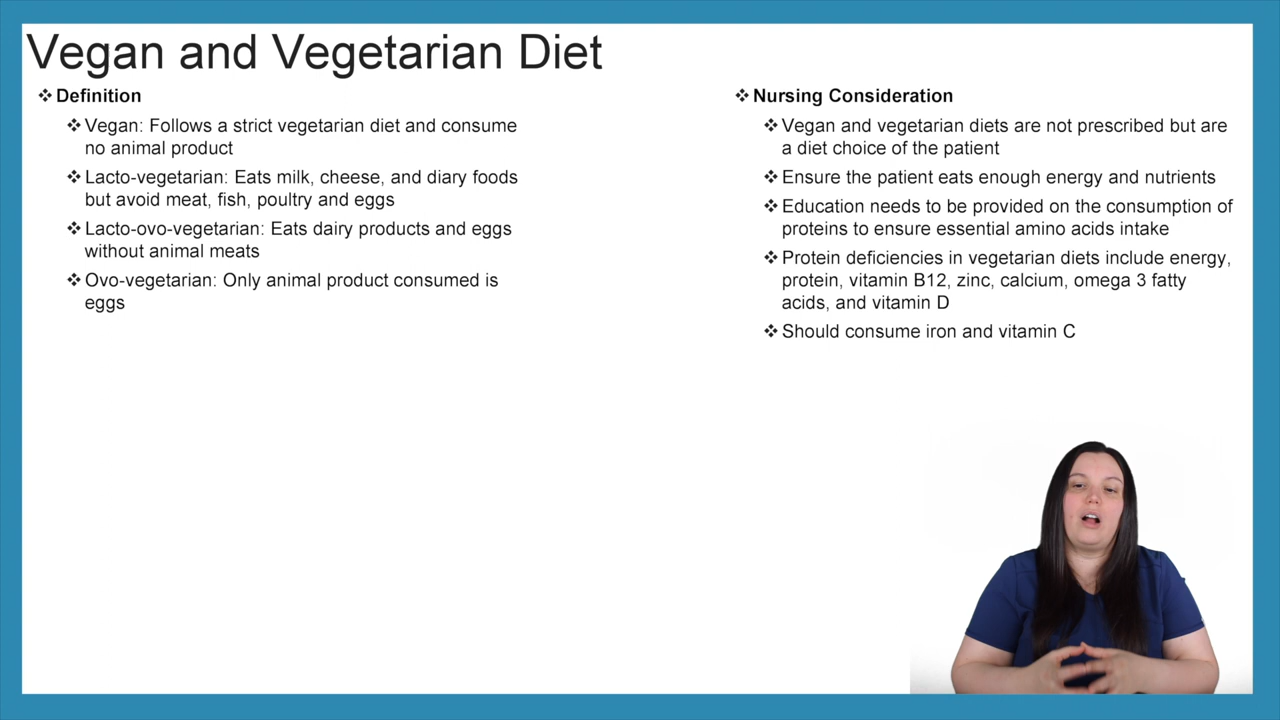 Vegan and Vegetarian Diet
❖ Definition
❖ Vegan: Follows a strict vegetarian diet and consume
no animal product
❖ Lacto-vegetarian: Eats milk, cheese, and diary foods
but avoid meat, fish, poultry and eggs
❖ Lacto-ovo-vegetarian: Eats dairy products and eggs
without animal meats
❖ Ovo-vegetarian: Only animal product consumed is
eggs
❖ Nursing Consideration
❖ Vegan and vegetarian diets are not prescribed but are
a diet choice of the patient
❖ Ensure the patient eats enough energy and nutrients
❖ Education needs to be provided on the consumption of
proteins to ensure essential amino acids intake
❖ Protein deficiencies in vegetarian diets include energy,
protein, vitamin B12, zinc, calcium, omega 3 fatty
acids, and vitamin D
❖ Should consume iron and vitamin C